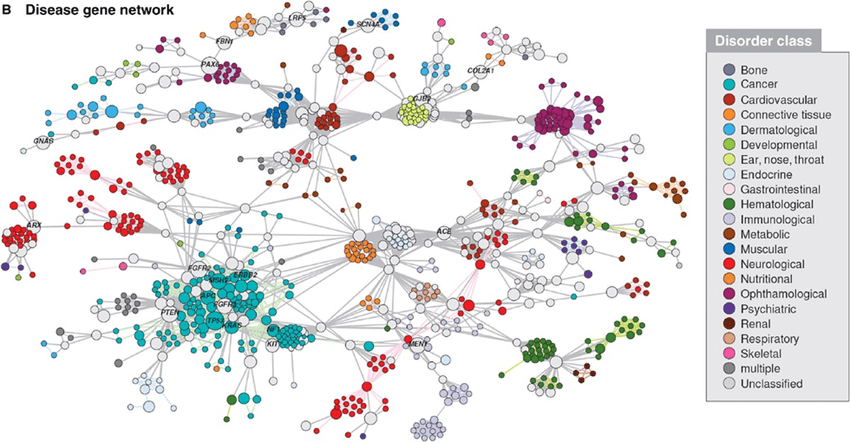 B Disease gene network
LRP5
SCN4A
FBN1
PAX6
COL2A1
GJB2
GNAS
ARX
ACE
FGFR2
ERBB2
MSH2
APC
FGFR3
PTEN
TP53
KRAS
NF1
KIT
MEN1
Disorder class
Bone
Cancer
Cardiovascular
Connective tissue
Dermatological
Developmental
Ear, nose, throat
Endocrine
Gastrointestinal
Hematological
Immunological
Metabolic
Muscular
Neurological
Nutritional
Ophthamological
Psychiatric
Renal
Respiratory
Skeletal
multiple
Unclassified